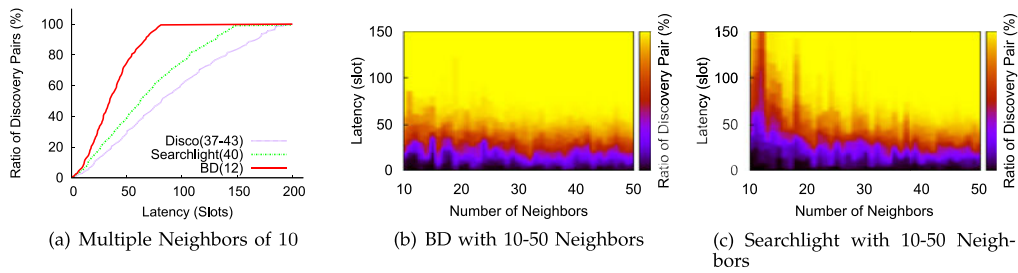 Ratio of Discovery Pairs (%)
100
80
60
40
20
0
Disco(37-43)
Searchlight(40)
BD(12)
0 50 100 150 200
Latency (Slots)
(a) Multiple Neighbors of 10
Latency (slot)
150
100
50
0
10 20 30 40 50
Number of Neighbors
Ratio of Discovery Pair (%)
(b) BD with 10-50 Neighbors
Latency (slot)
150
100
50
0
10 20 30 40 50
Number of Neighbors
Ratio of Discovery Pair (%)
(c) Searchlight with 10-50 Neigh-
bors